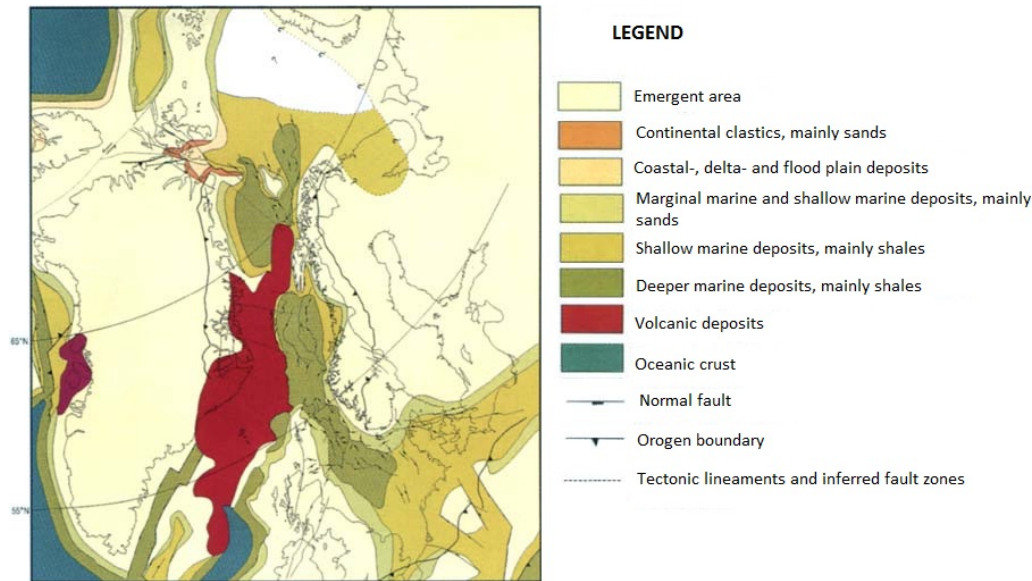 LEGEND
Emergent area
Continental clastics, mainly sands
Coastal-, delta- and flood plain deposits
Marginal marine and shallow marine deposits, mainly
sands
Shallow marine deposits, mainly shales
Deeper marine deposits, mainly shales
Volcanic deposits
Oceanic crust
Normal fault
Orogen boundary
Tectonic lineaments and inferred fault zones
65°N
55°N